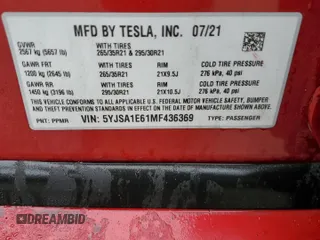 MFD BY TESLA, INC. 07/21
GVWR
2567 kg (5657 lb)
WITH TIRES
265/35R21 & 295/30R21
GAWR FRT
1200 kg (2645 lb)
WITH TIRES
265/35R21
RIM
21X9.5J
COLD TIRE PRESSURE
276 kPa, 40 psi
GAWR RR
1450 kg (3196 lb)
WITH TIRES
295/30R21
RIM
21X10.5J
COLD TIRE PRESSURE
276 kPa, 40 psi
THIS VEHICLE CONFORMS TO ALL APPLICABLE
FEDERAL MOTOR VEHICLE SAFETY, BUMPER, AND THEFT
PREVENTION STANDARDS IN EFFECT ON THE DATE OF
MANUFACTURE SHOWN ABOVE.
VIN: 5YJSA1E61MF436369
PNT: PPMR
TYPE: PASSENGER
DREAMBID